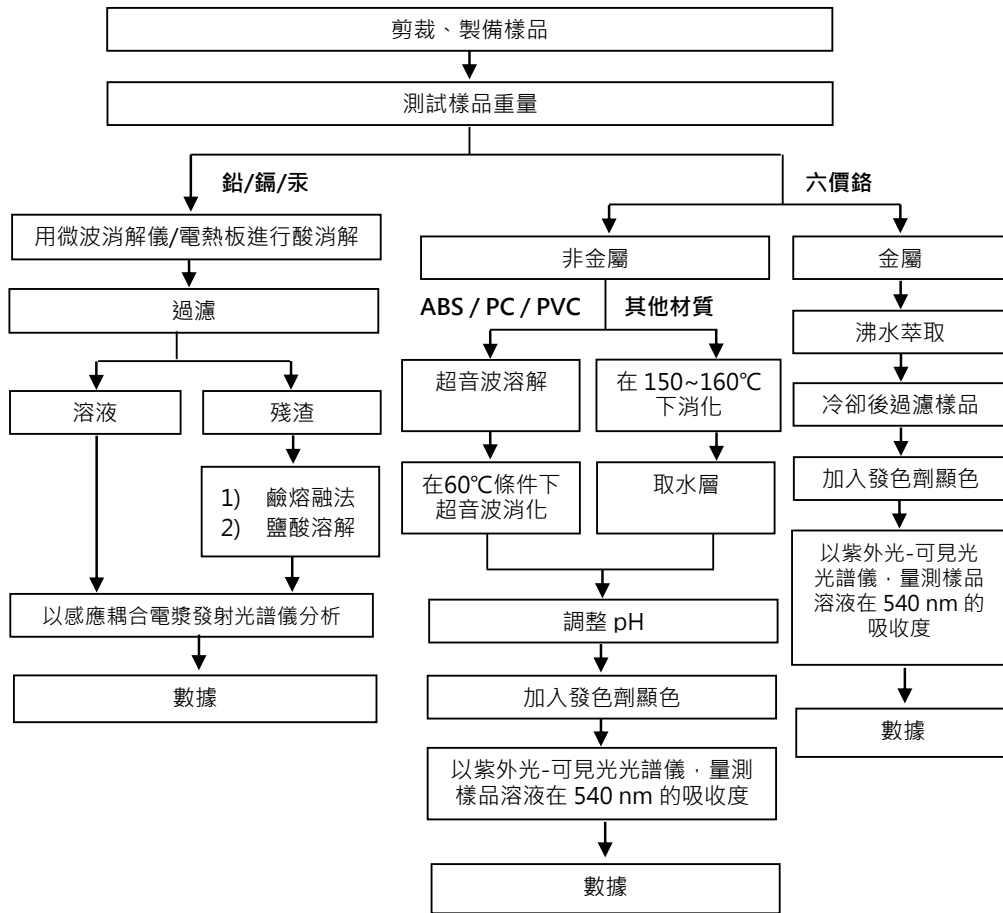 剪裁、製備樣品
測試樣品重量
鉛/鎘/汞
六價鉻
用微波消解儀/電熱板進行酸消解
非金屬
金屬
過濾
ABS / PC / PVC
其他材質
沸水萃取
溶液
殘渣
超音波溶解
在 150~160℃
下消化
冷卻後過濾樣品
1) 鹼熔融法
2) 鹽酸溶解
在60℃條件下
超音波消化
取水層
加入發色劑顯色
以紫外光-可見光
光譜儀，量測樣品
溶液在 540 nm 的
吸收度
以感應耦合電漿發射光譜儀分析
調整 pH
數據
加入發色劑顯色
數據
以紫外光-可見光光譜儀，量測
樣品溶液在 540 nm 的吸收度
數據